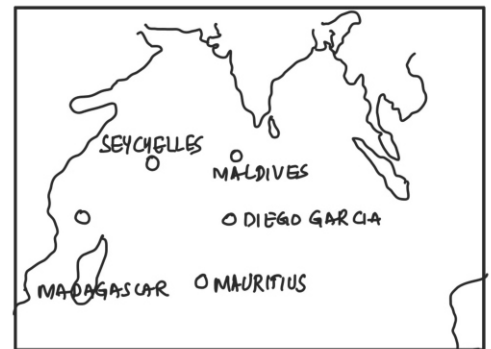 SEYCHELLES
MALDIVES
DIEGO GARCIA
MADAGASCAR
MAURITIUS